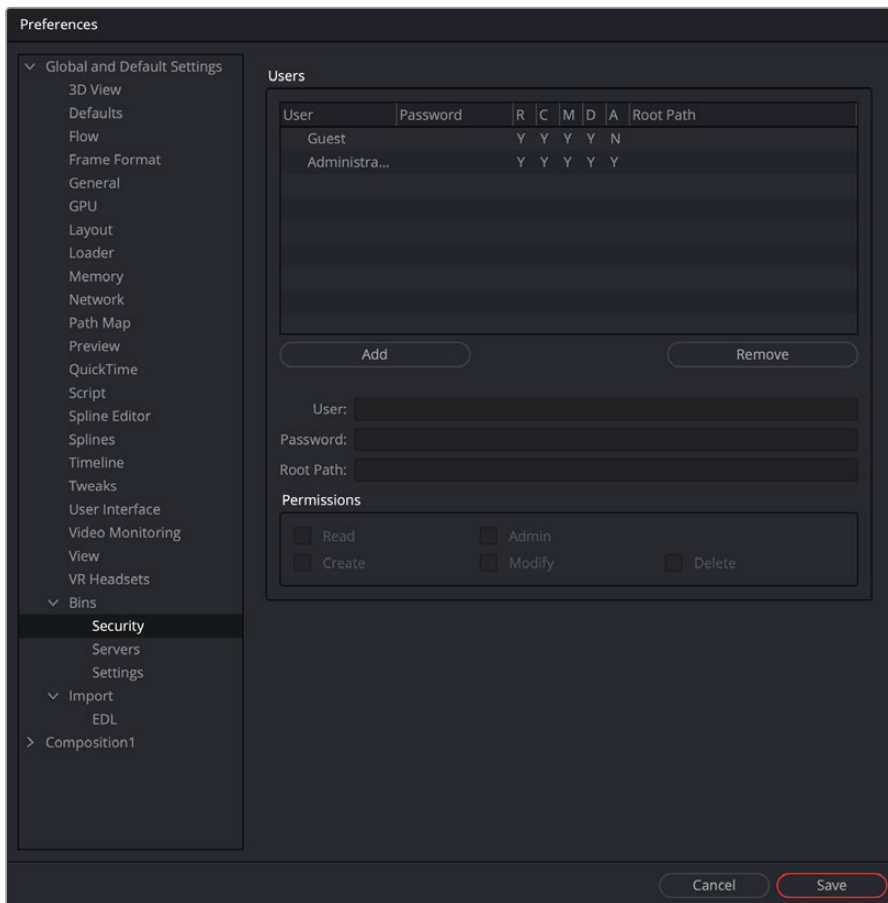 Preferences
Global and Default Settings
3D View
Defaults
Flow
Frame Format
General
GPU
Layout
Loader
Memory
Network
Path Map
Preview
QuickTime
Script
Spline Editor
Splines
Timeline
Tweaks
User Interface
Video Monitoring
View
VR Headsets
Bins
Security
Servers
Settings
Import
EDL
Composition1
Users
User Password R C M D A Root Path
Guest Y Y Y Y N
Administra... Y Y Y Y Y
Add Remove
User:
Password:
Root Path:
Permissions
Read Admin
Create Modify Delete
Cancel Save